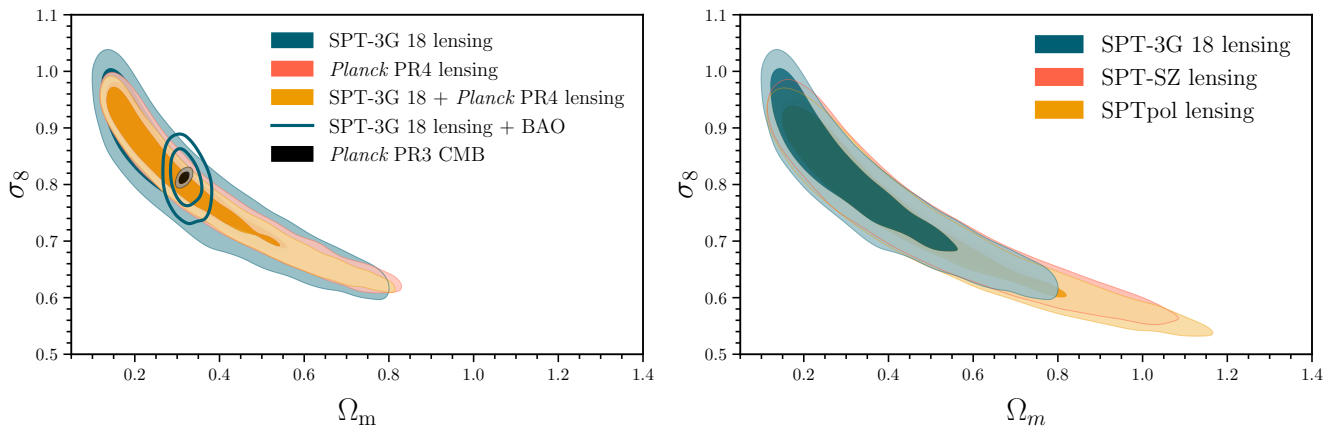 1.1
1.0
0.9
0.8
0.7
0.6
0.5
σ8
SPT-3G 18 lensing
Planck PR4 lensing
SPT-3G 18 + Planck PR4 lensing
SPT-3G 18 lensing + BAO
Planck PR3 CMB
0.2 0.4 0.6 0.8 1.0 1.2 1.4
Ωm
1.1
1.0
0.9
0.8
0.7
0.6
0.5
σ8
SPT-3G 18 lensing
SPT-SZ lensing
SPTpol lensing
0.2 0.4 0.6 0.8 1.0 1.2 1.4
Ωm